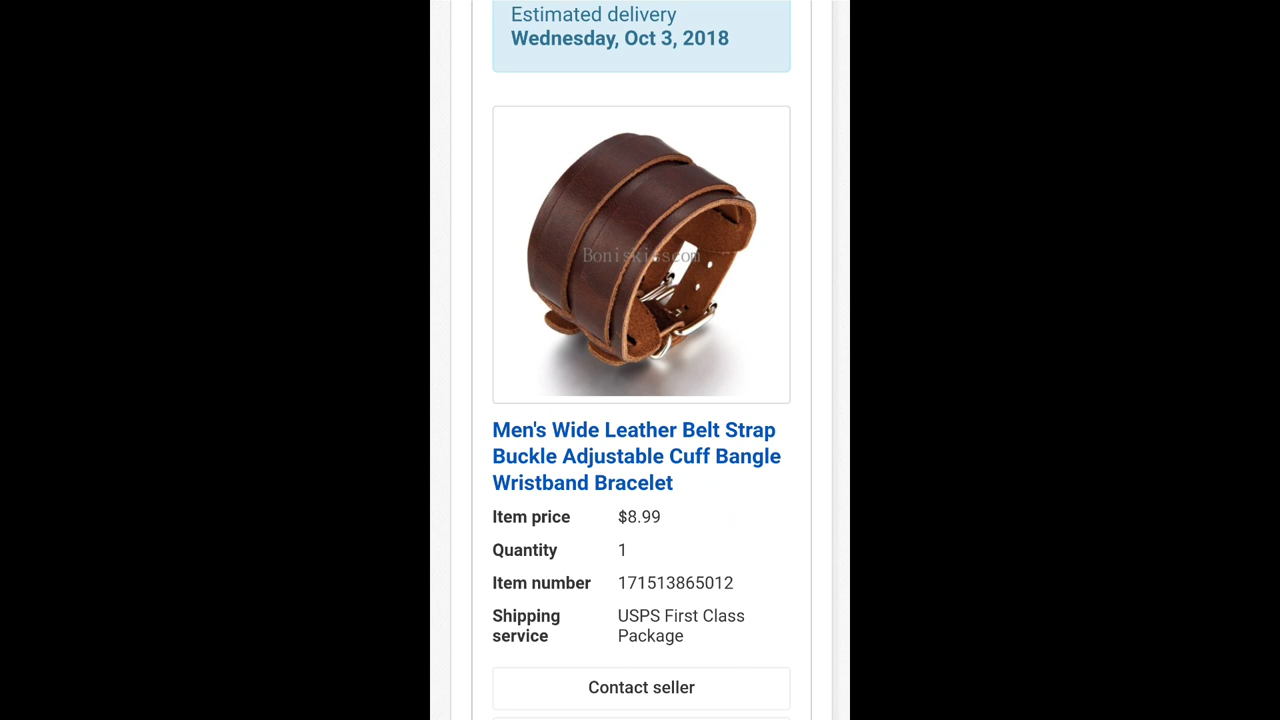 Estimated delivery
Wednesday, Oct 3, 2018
Boniskisscom
Men's Wide Leather Belt Strap
Buckle Adjustable Cuff Bangle
Wristband Bracelet
Item price $8.99
Quantity 1
Item number 171513865012
Shipping service USPS First Class Package
Contact seller